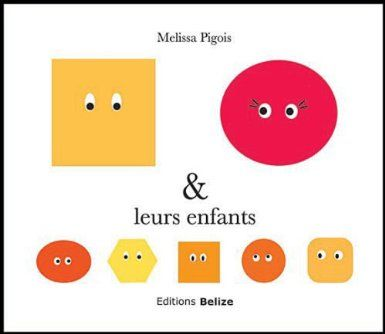 Melissa Pigois
&
leurs enfants
Editions Belize